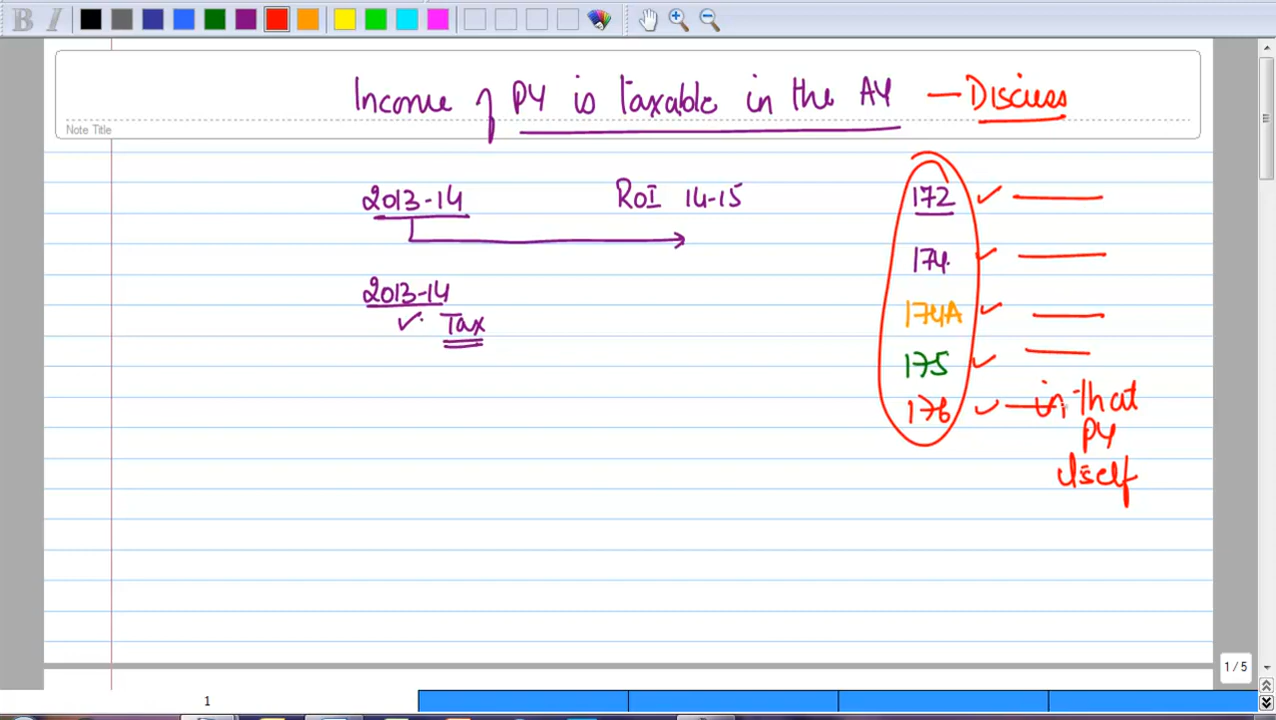 B I
Income of PY is taxable in the AY — Discuss
Note Title
2013-14 ROI 14-15 172
174
2013-14
Tax 174A
175
176 in that
PY
itself
1/5
1